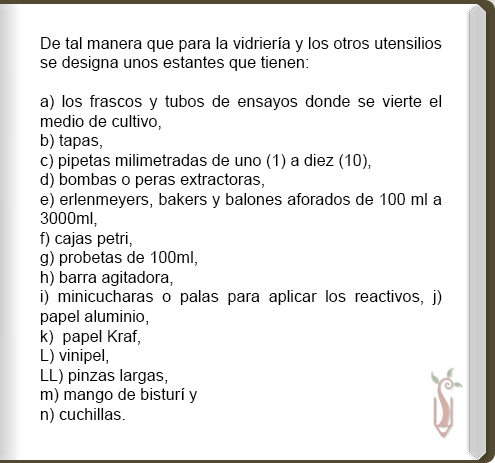 De tal manera que para la vidriería y los otros utensilios
se designa unos estantes que tienen:
a) los frascos y tubos de ensayos donde se vierte el
medio de cultivo,
b) tapas,
c) pipetas milimetradas de uno (1) a diez (10),
d) bombas o peras extractoras,
e) erlenmeyers, bakers y balones aforados de 100 ml a
3000ml,
f) cajas petri,
g) probetas de 100ml,
h) barra agitadora,
i) minicucharas o palas para aplicar los reactivos, j)
papel aluminio,
k) papel Kraf,
L) vinipel,
LL) pinzas largas,
m) mango de bisturí y
n) cuchillas.